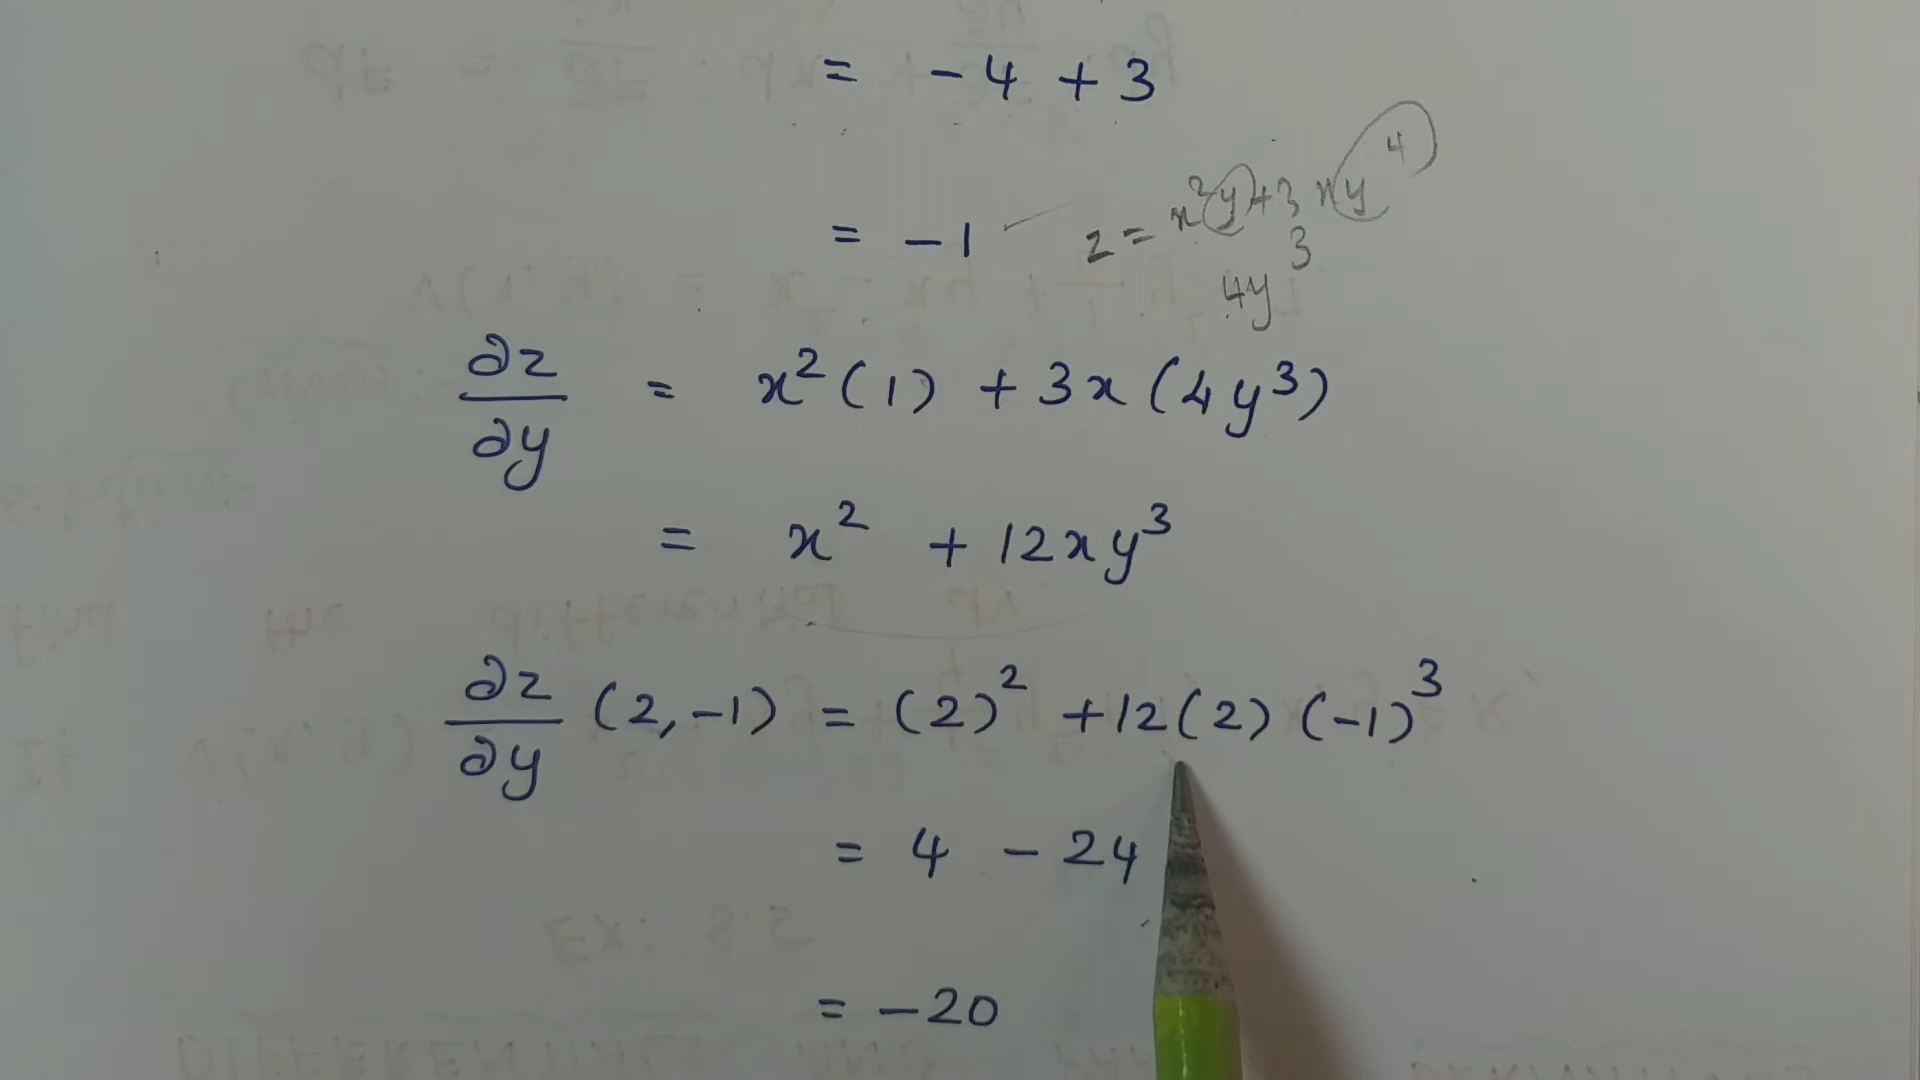 = -4 + 3
= -1
z = x²y + 3xy⁴
4y³
∂z/∂y = x²(1) + 3x(4y³)
= x² + 12xy³
∂z/∂y (2,-1) = (2)² +12(2)(-1)³
= 4 - 24
= -20